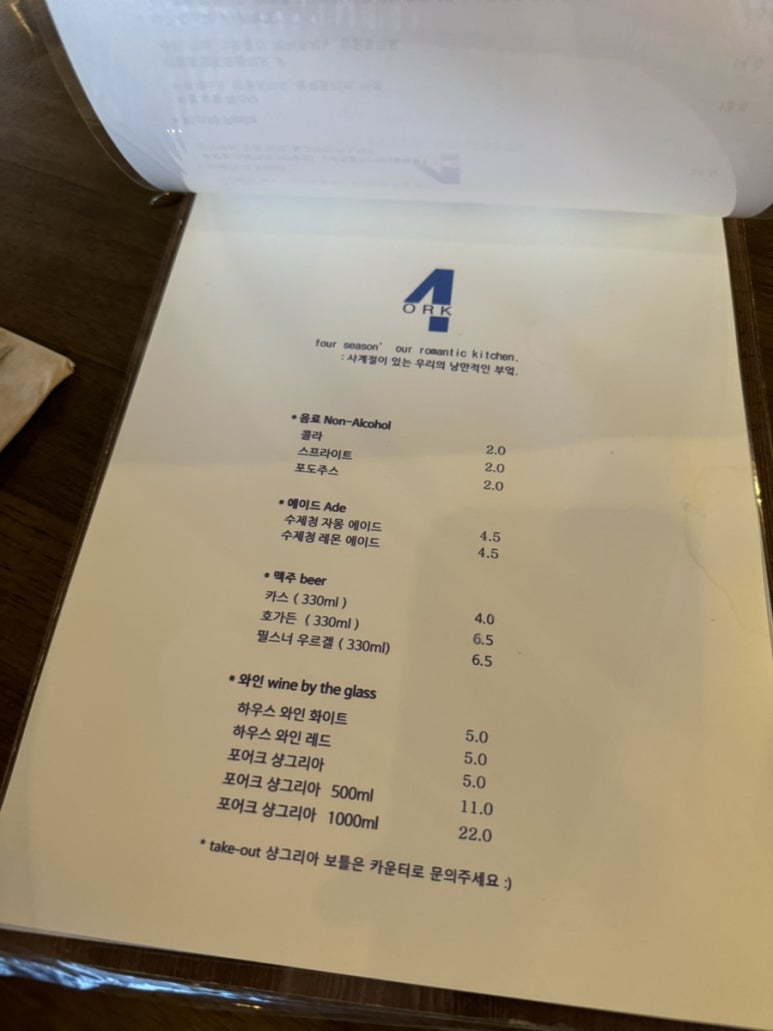 4
ORK
four season' our romantic kitchen.
: 사계절이 있는 우리의 낭만적인 부엌.
* 음료 Non-Alcohol
콜라 2.0
스프라이트 2.0
포도주스 2.0
* 에이드 Ade
수제청 자몽 에이드 4.5
수제청 레몬 에이드 4.5
* 맥주 beer
카스 ( 330ml ) 4.0
호가든 ( 330ml ) 6.5
필스너 우르겔 ( 330ml) 6.5
* 와인 wine by the glass
하우스 와인 화이트 5.0
하우스 와인 레드 5.0
포어크 샹그리아 5.0
포어크 샹그리아 500ml 11.0
포어크 샹그리아 1000ml 22.0
* take-out 샹그리아 보틀은 카운터로 문의주세요 :)